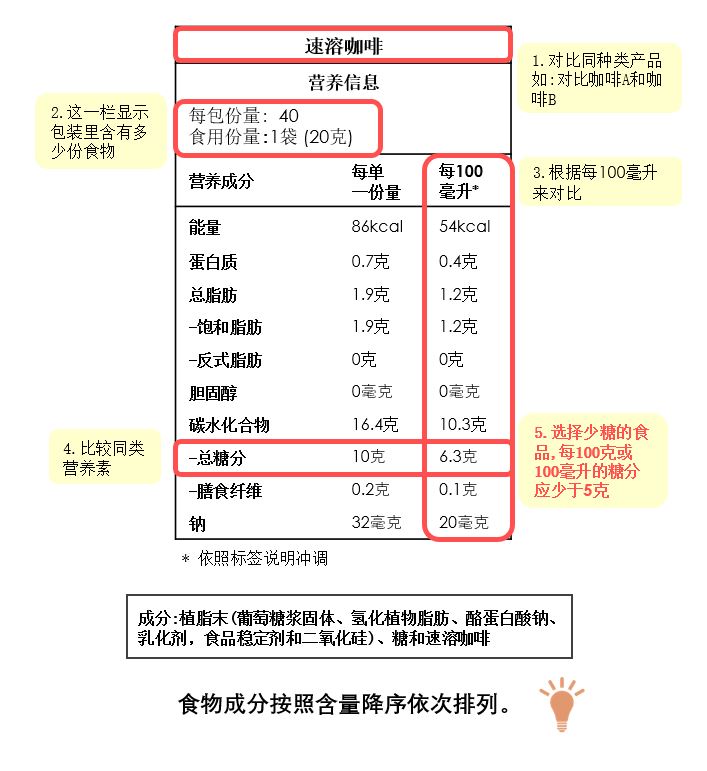 速溶咖啡
营养信息
每包份量: 40
食用份量:1袋 (20克)
营养成分 每单一份量 每100毫升*
能量 86kcal 54kcal
蛋白质 0.7克 0.4克
总脂肪 1.9克 1.2克
-饱和脂肪 1.9克 1.2克
-反式脂肪 0克 0克
胆固醇 0毫克 0毫克
碳水化合物 16.4克 10.3克
-总糖分 10克 6.3克
-膳食纤维 0.2克 0.1克
钠 32毫克 20毫克
* 依照标签说明冲调
1.对比同种类产品
如:对比咖啡A和咖
啡B
2.这一栏显示
包装里含有多
少份食物
3.根据每100毫升
来对比
4.比较同类
营养素
5.选择少糖的食
品,每100克或
100毫升的糖分
应少于5克
成分:植脂末(葡萄糖浆固体、氢化植物脂肪、酪蛋白酸钠、
乳化剂，食品稳定剂和二氧化硅)、糖和速溶咖啡
食物成分按照含量降序依次排列。